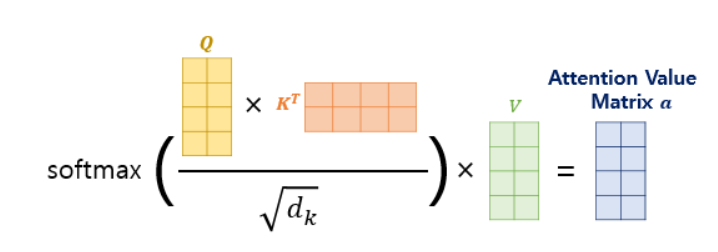 Q
× K^T
softmax ( / √d_k ) × V = Attention Value
Matrix a